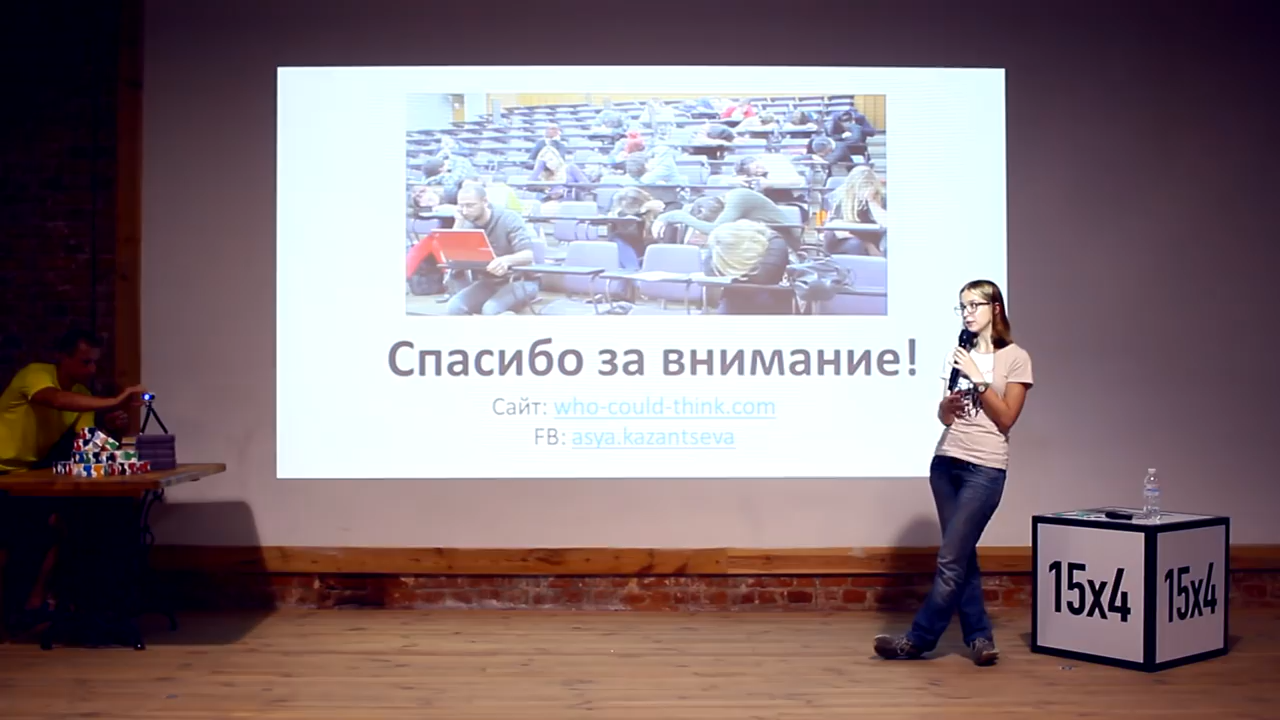 Спасибо за внимание!
Сайт: who-could-think.com
FB: asya.kazantseva
15x4
15x4